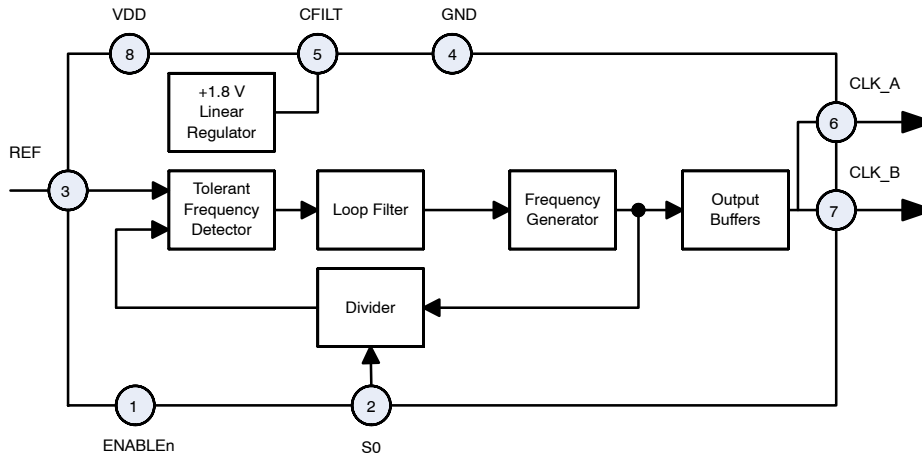 VDD
CFILT
GND
8
5
4
+1.8 V
Linear
Regulator
CLK_A
6
REF
3
Tolerant
Frequency
Detector
Loop Filter
Frequency
Generator
Output
Buffers
CLK_B
7
Divider
1
2
ENABLEn
S0